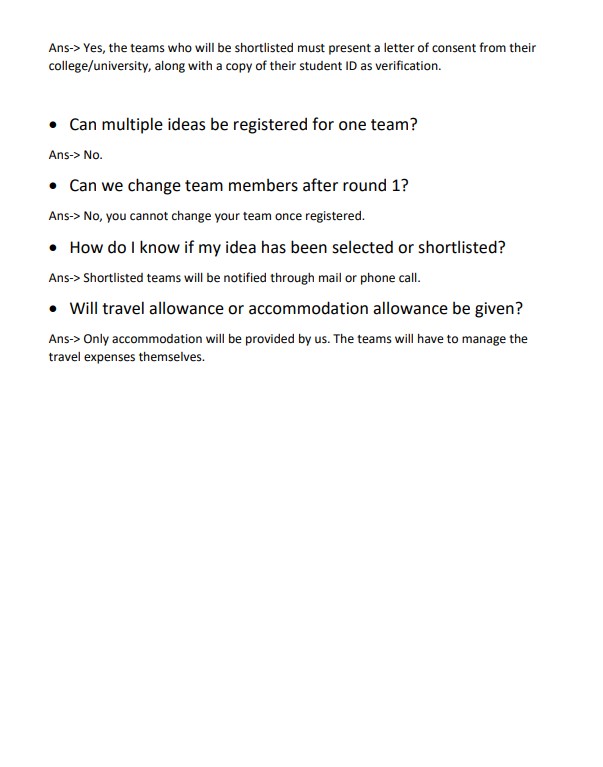 Ans-> Yes, the teams who will be shortlisted must present a letter of consent from their
college/university, along with a copy of their student ID as verification.
• Can multiple ideas be registered for one team?
Ans-> No.
• Can we change team members after round 1?
Ans-> No, you cannot change your team once registered.
• How do I know if my idea has been selected or shortlisted?
Ans-> Shortlisted teams will be notified through mail or phone call.
• Will travel allowance or accommodation allowance be given?
Ans-> Only accommodation will be provided by us. The teams will have to manage the
travel expenses themselves.